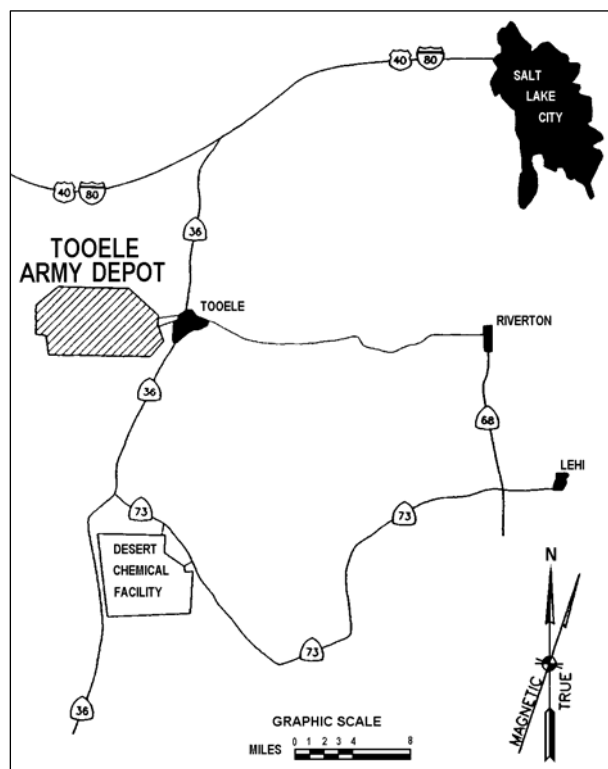 SALT
LAKE
CITY
40 80
40 80
36
TOOELE
ARMY DEPOT
TOOELE
RIVERTON
36
68
LEHI
73
73
DESERT
CHEMICAL
FACILITY
73
36
N
MAGNETIC
TRUE
GRAPHIC SCALE
MILES
0 1 2 3 4 8